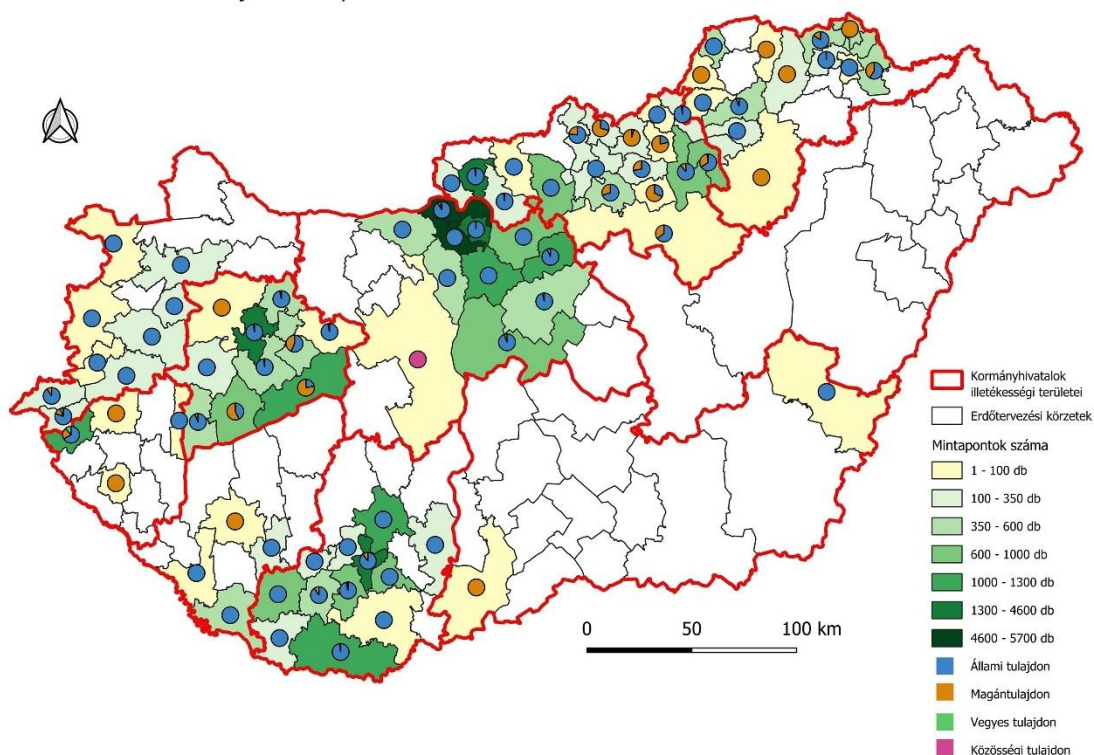 0 50 100 km
Kormányhivatalok
illetékességi területei
Erdőtervezési körzetek
Mintapontok száma
1 - 100 db
100 - 350 db
350 - 600 db
600 - 1000 db
1000 - 1300 db
1300 - 4600 db
4600 - 5700 db
Állami tulajdon
Magántulajdon
Vegyes tulajdon
Közösségi tulajdon